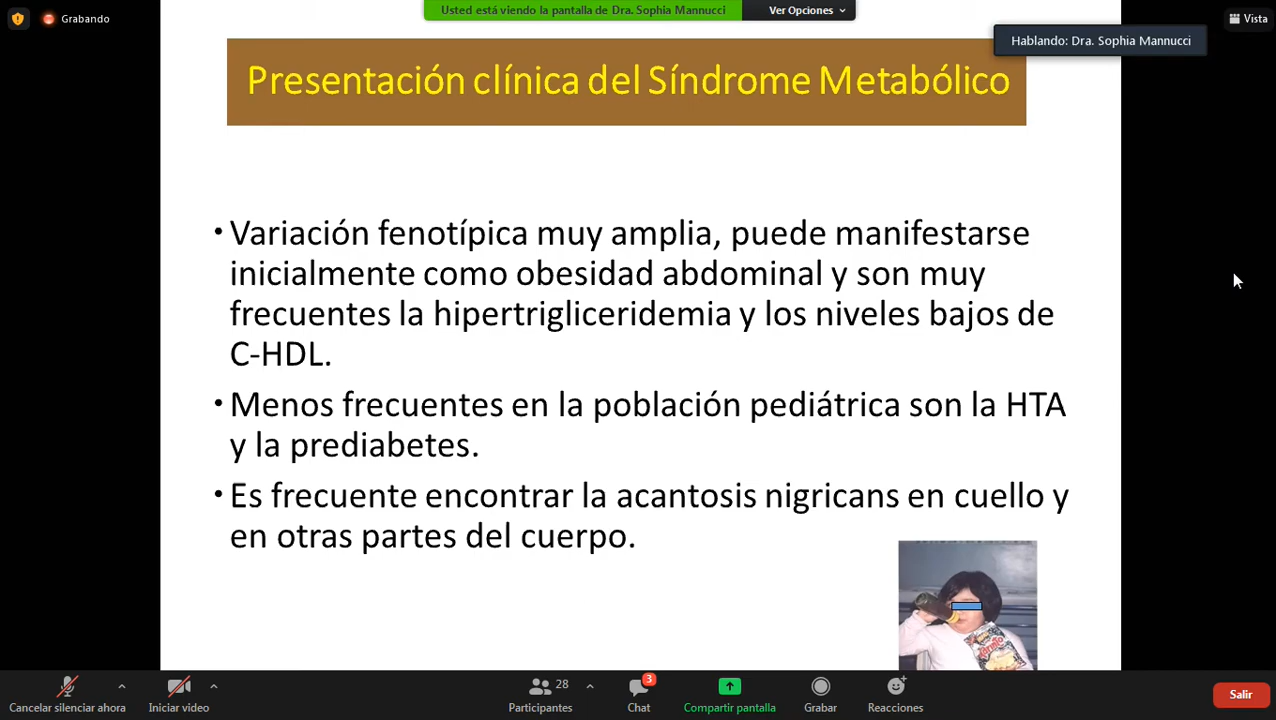 Grabando
Usted está viendo la pantalla de Dra. Sophia Mannucci
Ver Opciones
Vista
Hablando: Dra. Sophia Mannucci
Presentación clínica del Síndrome Metabólico
• Variación fenotípica muy amplia, puede manifestarse
inicialmente como obesidad abdominal y son muy
frecuentes la hipertrigliceridemia y los niveles bajos de
C-HDL.
• Menos frecuentes en la población pediátrica son la HTA
y la prediabetes.
• Es frecuente encontrar la acantosis nigricans en cuello y
en otras partes del cuerpo.
Cancelar silenciar ahora
Iniciar video
28
Participantes
3
Chat
Compartir pantalla
Grabar
Reacciones
Salir